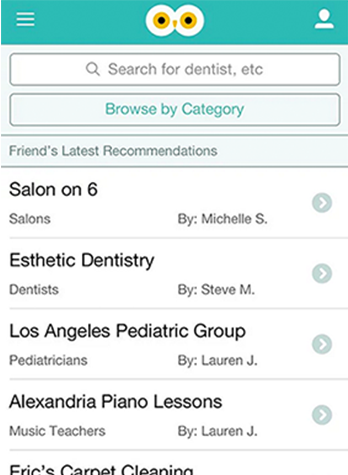 Search for dentist, etc
Browse by Category
Friend's Latest Recommendations
Salon on 6
Salons By: Michelle S.
Esthetic Dentistry
Dentists By: Steve M.
Los Angeles Pediatric Group
Pediatricians By: Lauren J.
Alexandria Piano Lessons
Music Teachers By: Lauren J.
Eric's Carpet Cleaning